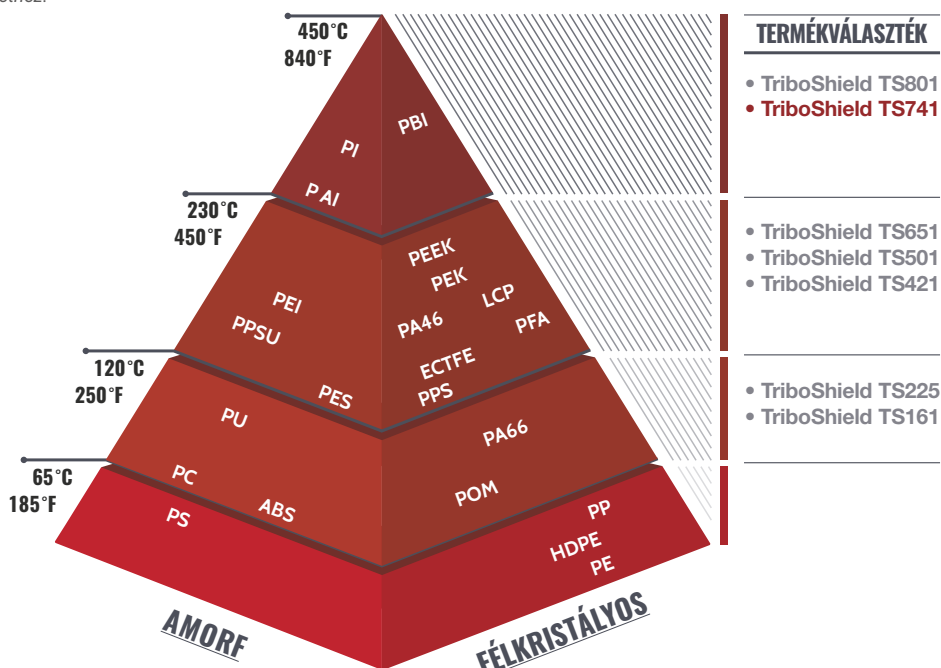 450°C
840°F
TERMÉKVÁLASZTÉK
• TriboShield TS801
• TriboShield TS741
PBI
PI
P AI
230°C
450°F
• TriboShield TS651
• TriboShield TS501
• TriboShield TS421
PEEK
PEK
LCP
PEI
PA46
PFA
PPSU
ECTFE
PPS
PES
120°C
250°F
• TriboShield TS225
• TriboShield TS161
PU
PA66
PC
POM
ABS
65°C
185°F
PS
PP
HDPE
PE
AMORF
FÉLKRISTÁLYOS